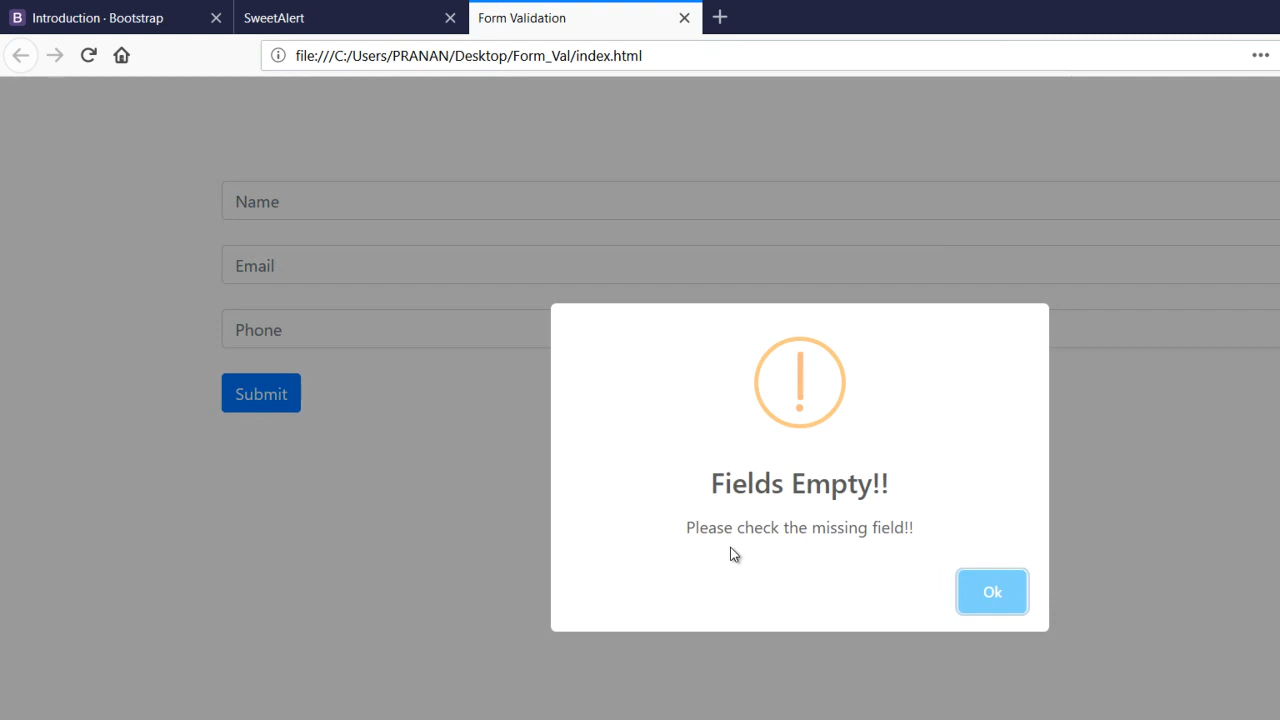 B Introduction · Bootstrap
SweetAlert
Form Validation
file:///C:/Users/PRANAN/Desktop/Form_Val/index.html
Name
Email
Phone
Submit
Fields Empty!!
Please check the missing field!!
Ok